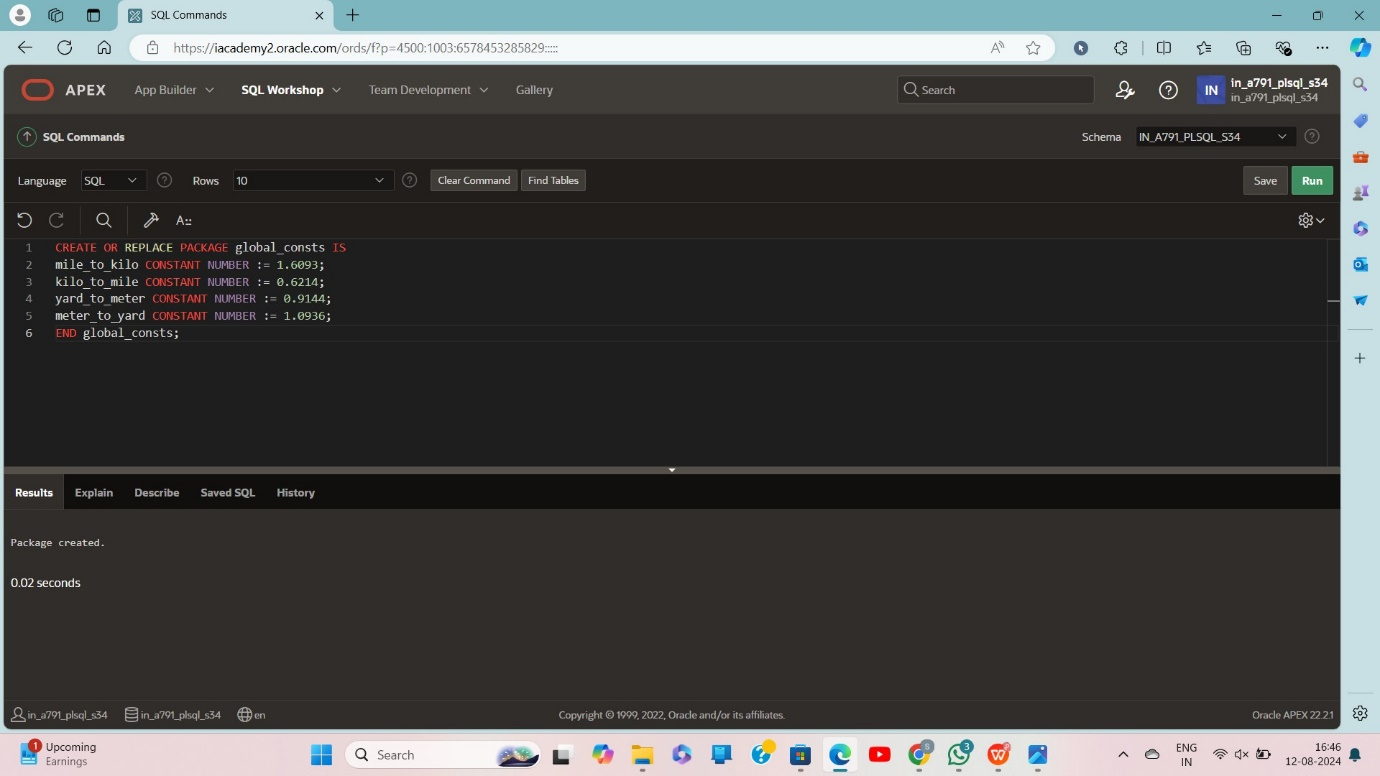 SQL Commands
https://iacademy2.oracle.com/ords/f?p=4500:1003:6578453285829:::::
APEX App Builder SQL Workshop Team Development Gallery Search IN in_a791_plsql_s34
in_a791_plsql_s34
SQL Commands Schema IN_A791_PLSQL_S34
Language SQL Rows 10 Clear Command Find Tables Save Run
A::
1 CREATE OR REPLACE PACKAGE global_consts IS
2 mile_to_kilo CONSTANT NUMBER := 1.6093;
3 kilo_to_mile CONSTANT NUMBER := 0.6214;
4 yard_to_meter CONSTANT NUMBER := 0.9144;
5 meter_to_yard CONSTANT NUMBER := 1.0936;
6 END global_consts;
Results Explain Describe Saved SQL History
Package created.
0.02 seconds
in_a791_plsql_s34 in_a791_plsql_s34 en Copyright © 1999, 2022, Oracle and/or its affiliates. Oracle APEX 22.2.1
1 Upcoming
Earnings
Search
3
ENG
IN
16:46
12-08-2024